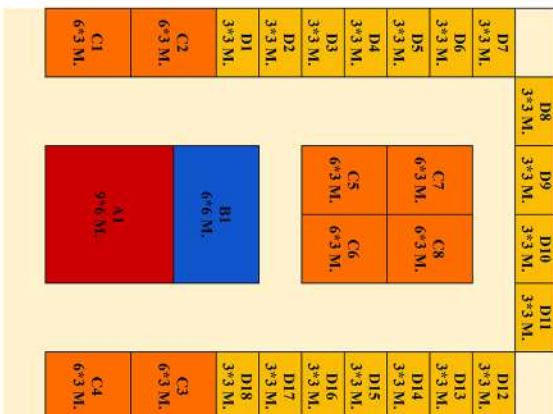 C1
6*3 M.
C2
6*3 M.
D1
3*3 M.
D2
3*3 M.
D3
3*3 M.
D4
3*3 M.
D5
3*3 M.
D6
3*3 M.
D7
3*3 M.
D8
3*3 M.
D9
3*3 M.
D10
3*3 M.
D11
3*3 M.
A1
9*6 M.
B1
6*6 M.
C5
6*3 M.
C7
6*3 M.
C6
6*3 M.
C8
6*3 M.
C4
6*3 M.
C3
6*3 M.
D18
3*3 M.
D17
3*3 M.
D16
3*3 M.
D15
3*3 M.
D14
3*3 M.
D13
3*3 M.
D12
3*3 M.